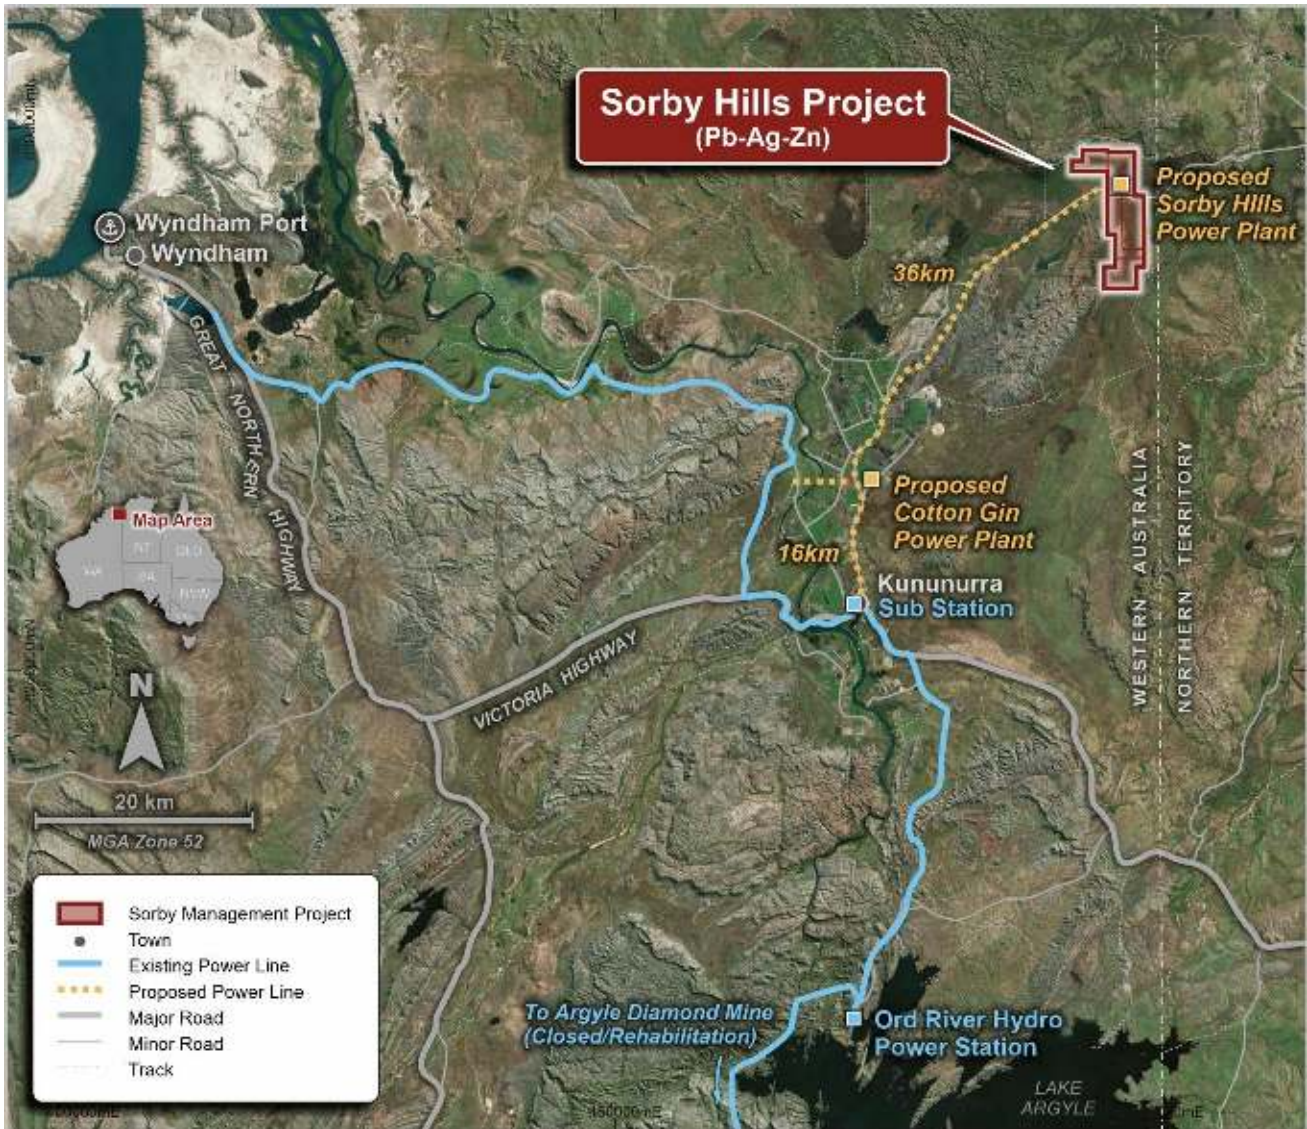 Sorby Hills Project
(Pb-Ag-Zn)
Proposed
Sorby HIlls
Power Plant
Wyndham Port
Wyndham
36km
GREAT NORTHERN HIGHWAY
Map Area
WA
NT
QLD
SA
NSW
Proposed
Cotton Gin
Power Plant
16km
Kununurra
Sub Station
WESTERN AUSTRALIA
NORTHERN TERRITORY
VICTORIA HIGHWAY
N
20 km
MGA Zone 52
Sorby Management Project
Town
Existing Power Line
Proposed Power Line
Major Road
Minor Road
Track
To Argyle Diamond Mine
(Closed/Rehabilitation)
Ord River Hydro
Power Station
LAKE
ARGYLE